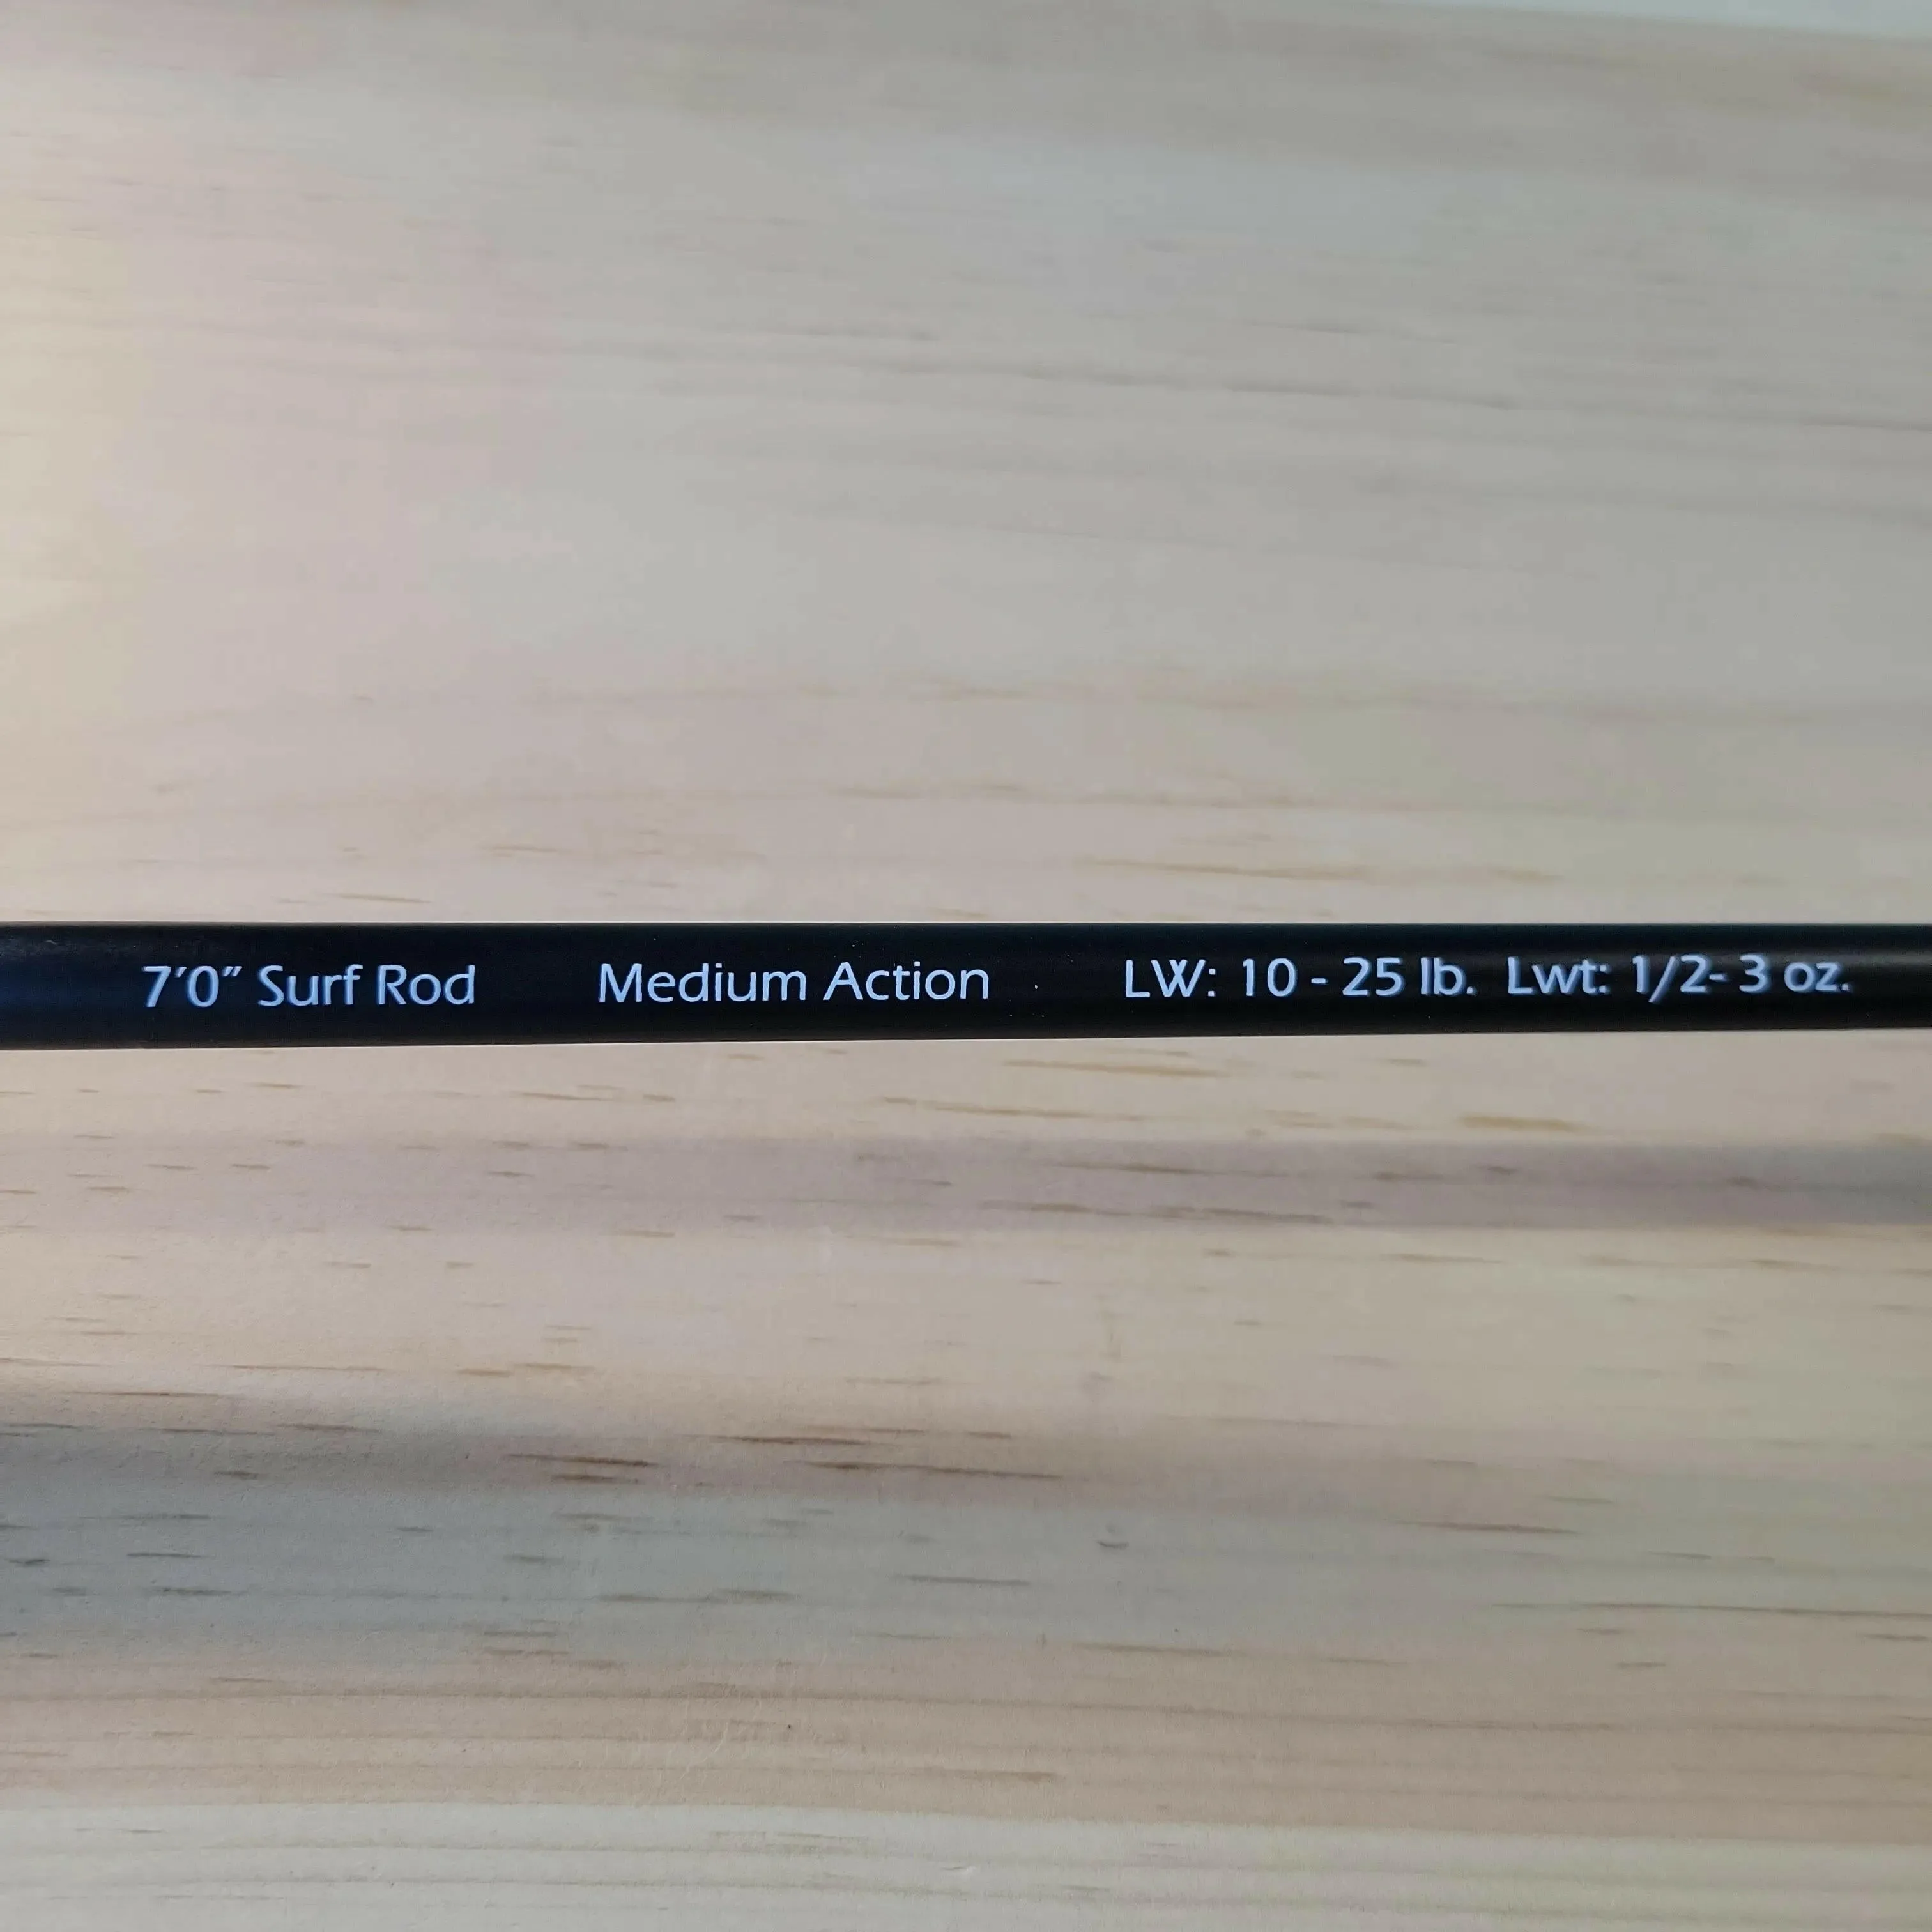 7'0" Surf Rod Medium Action LW: 10 - 25 lb. Lwt: 1/2- 3 oz.